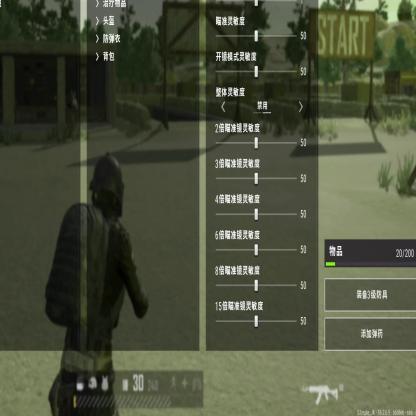 治疗物品
头盔
防弹衣
背包
瞄准灵敏度
50
开镜模式灵敏度
50
整体灵敏度
禁用
2倍瞄准镜灵敏度
50
3倍瞄准镜灵敏度
50
4倍瞄准镜灵敏度
50
6倍瞄准镜灵敏度
50
8倍瞄准镜灵敏度
50
15倍瞄准镜灵敏度
50
START
物品
20/200
装备3级防具
添加弹药
30